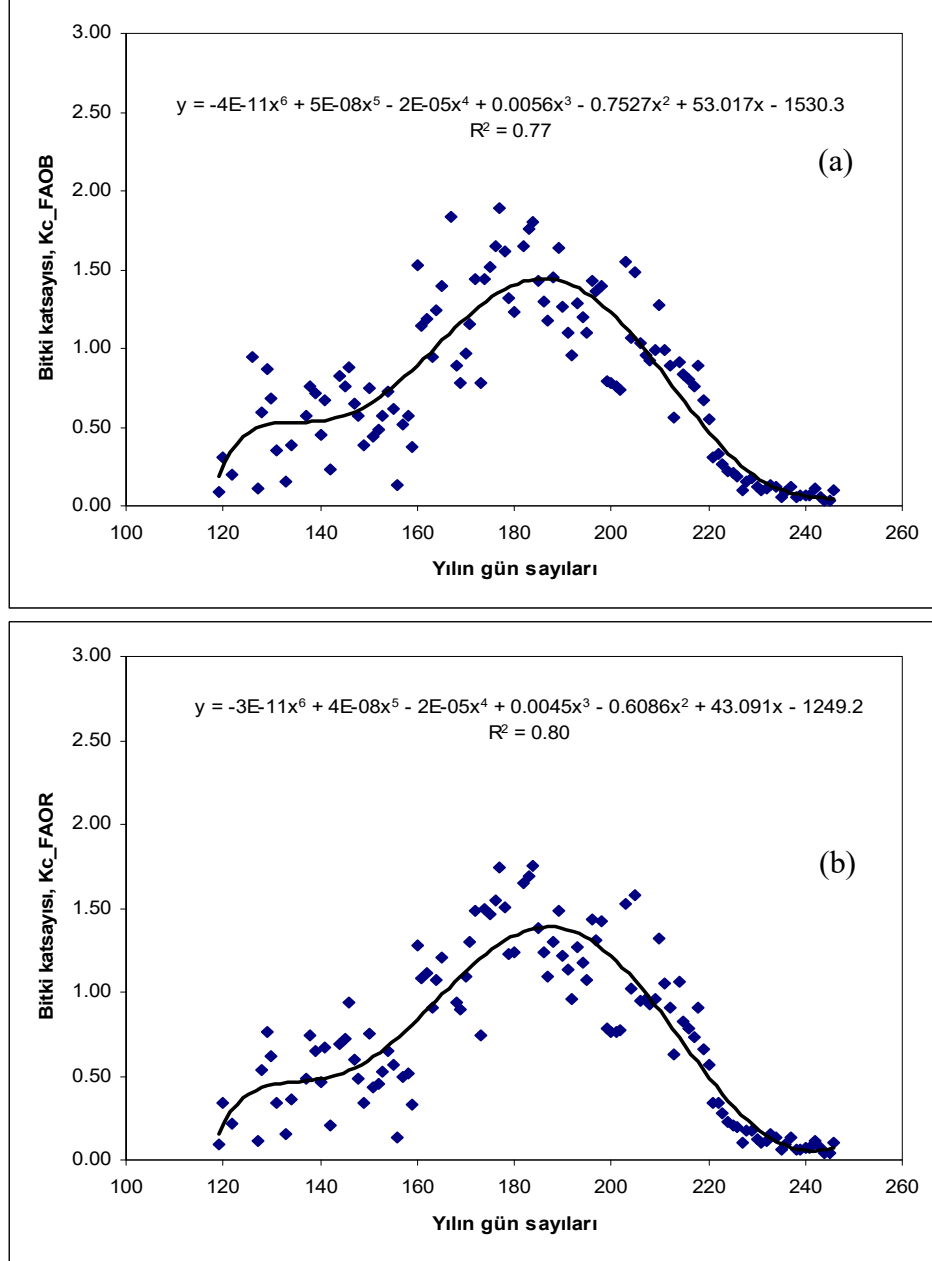 3.00
y = -4E-11x⁶ + 5E-08x⁵ - 2E-05x⁴ + 0.0056x³ - 0.7527x² + 53.017x - 1530.3
R² = 0.77
2.50
(a)
2.00
Bitki katsayısı, Kc_FAOB
1.50
1.00
0.50
0.00
100 120 140 160 180 200 220 240 260
Yılın gün sayıları
3.00
y = -3E-11x⁶ + 4E-08x⁵ - 2E-05x⁴ + 0.0045x³ - 0.6086x² + 43.091x - 1249.2
R² = 0.80
2.50
2.00
(b)
Bitki katsayısı, Kc_FAOR
1.50
1.00
0.50
0.00
100 120 140 160 180 200 220 240 260
Yılın gün sayıları